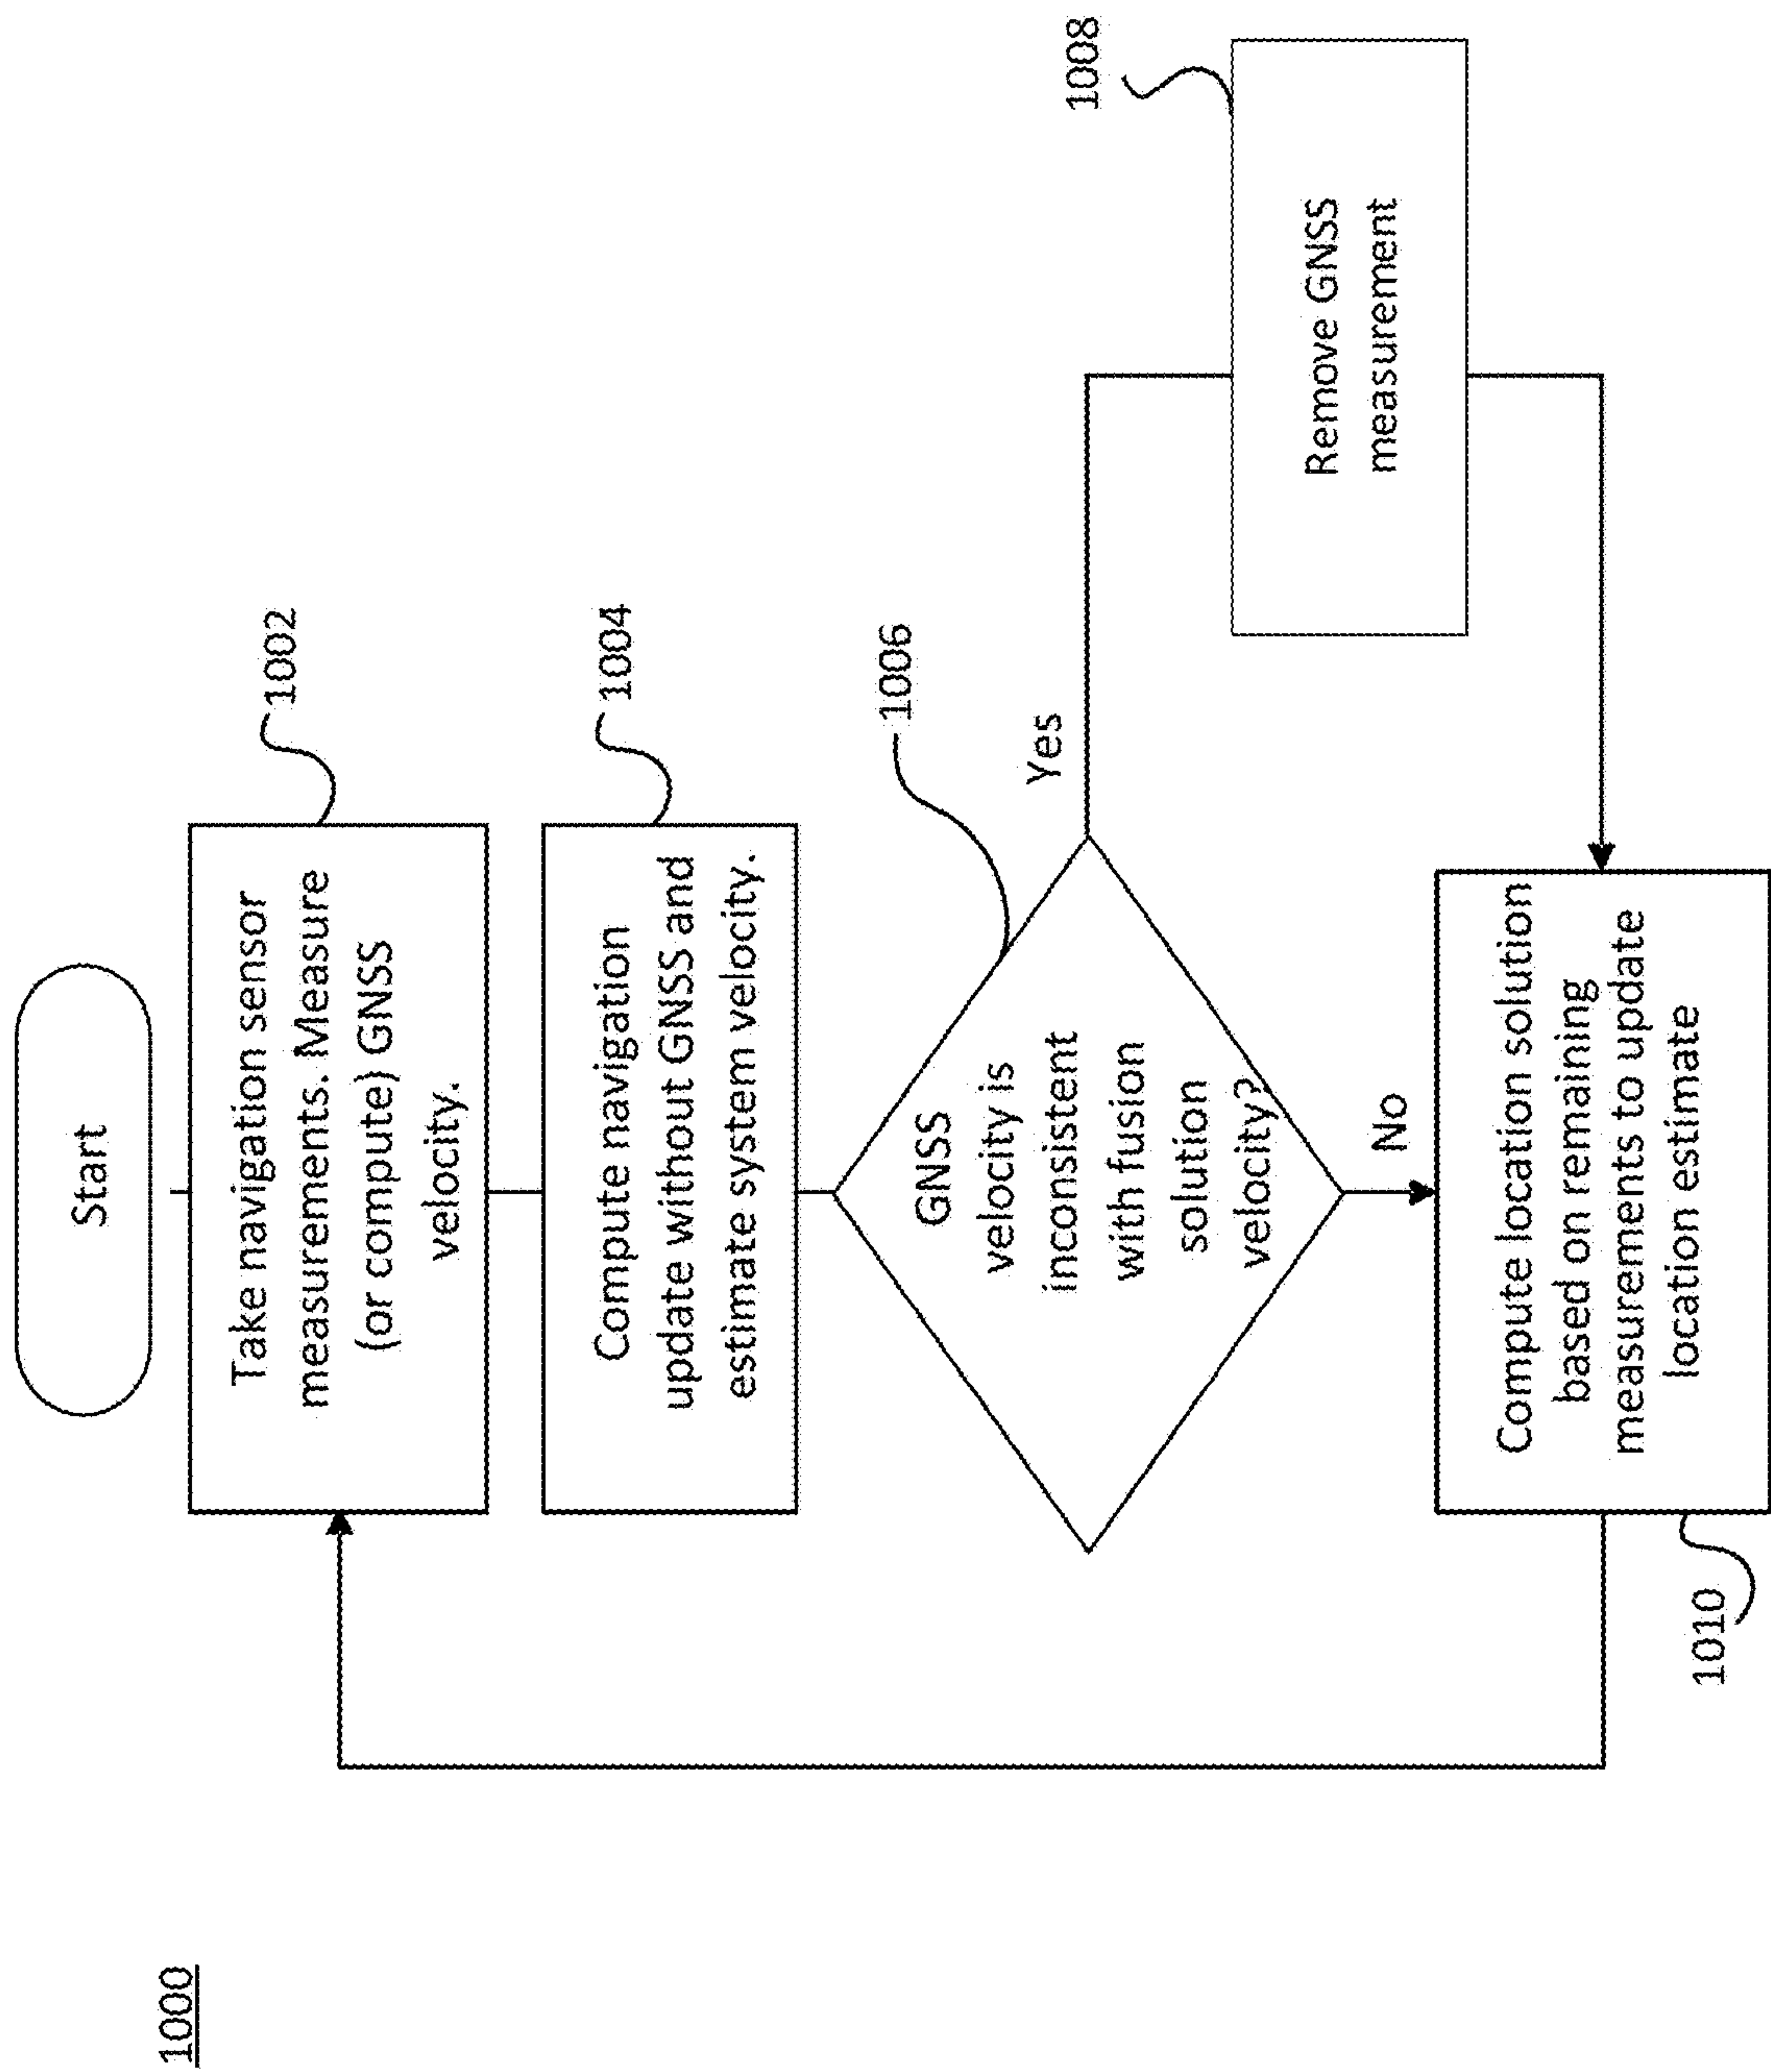 1000
Start
Take navigation sensor
measurements. Measure
(or compute) GNSS
velocity.
1002
Compute navigation
update without GNSS and
estimate system velocity.
1004
GNSS
velocity is
inconsistent
with fusion
solution
velocity?
1006
Yes
No
1008
Remove GNSS
measurement
Compute location solution
based on remaining
measurements to update
location estimate
1010